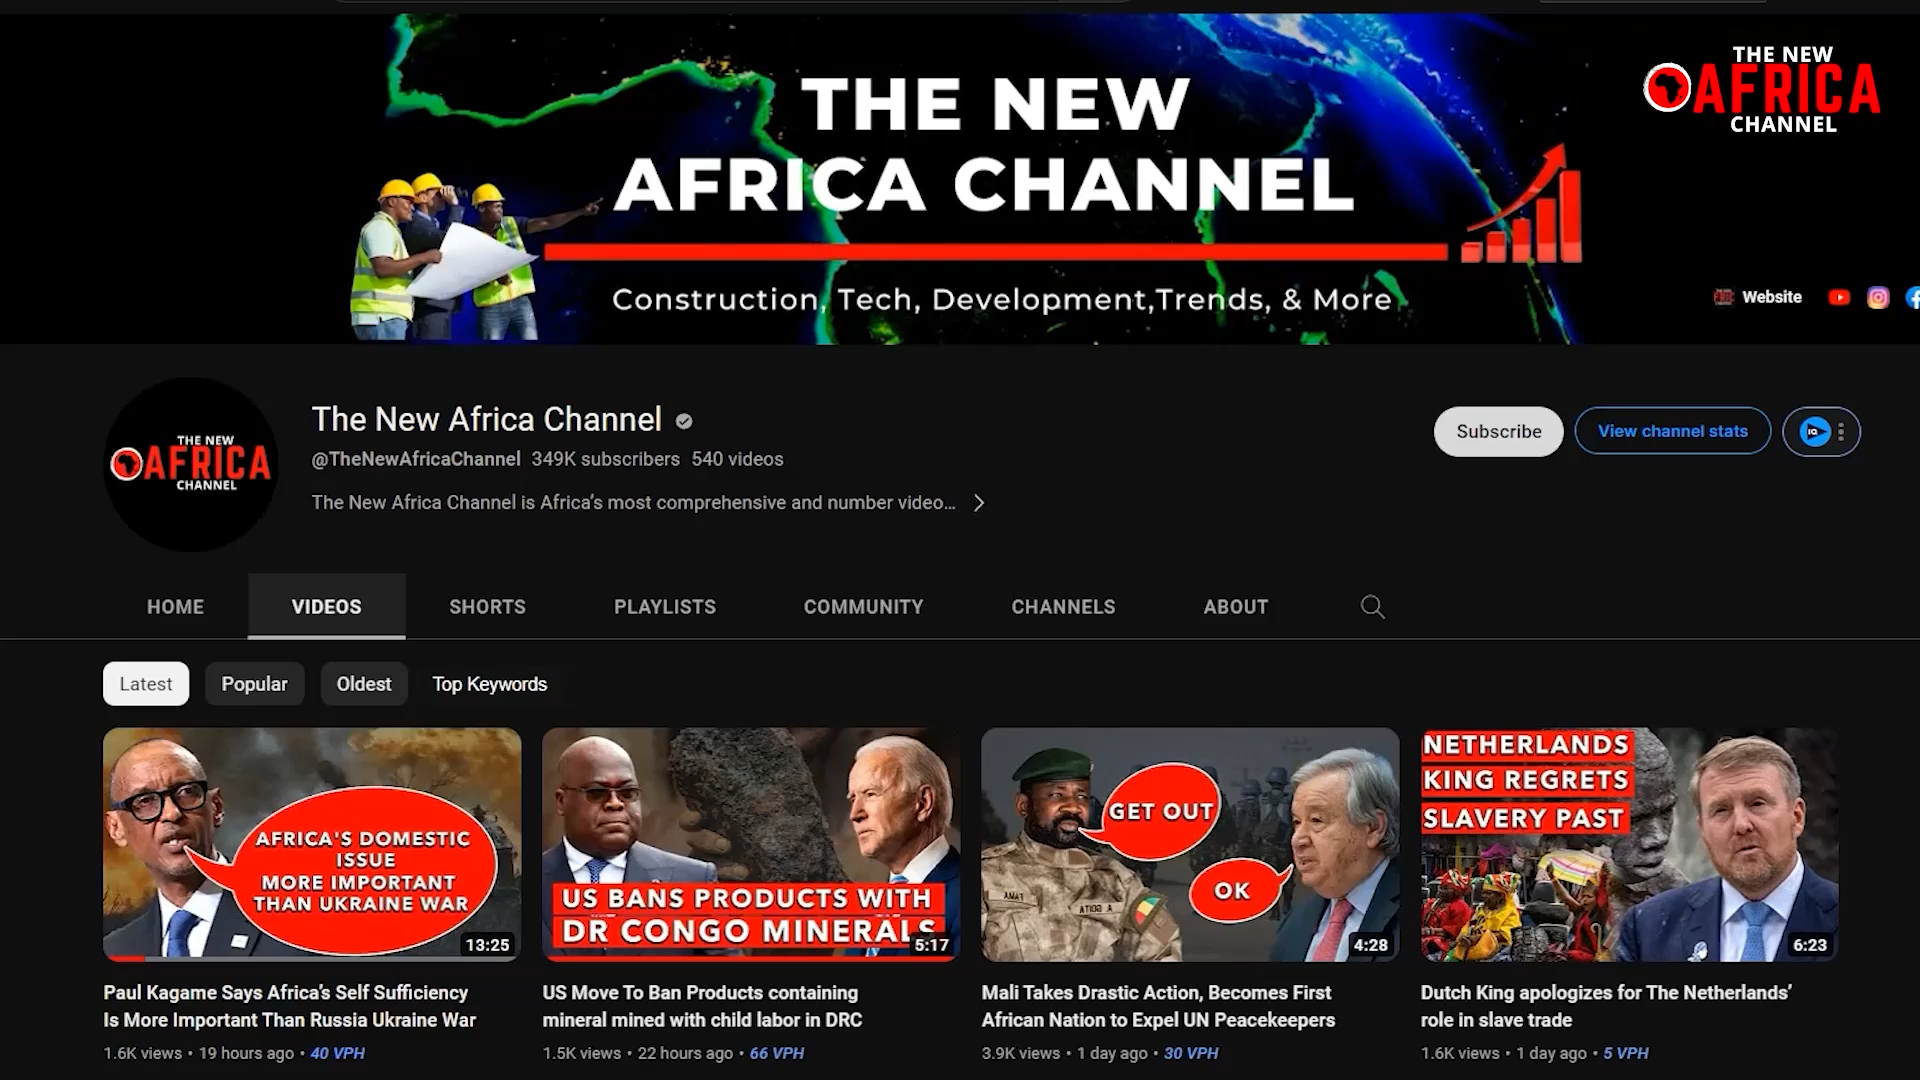 THE NEW
AFRICA CHANNEL
Construction, Tech, Development,Trends, & More
THE NEW
AFRICA
CHANNEL
Website
THE NEW
AFRICA
CHANNEL
The New Africa Channel
@TheNewAfricaChannel 349K subscribers 540 videos
The New Africa Channel is Africa's most comprehensive and number video...
Subscribe
View channel stats
IQ
HOME VIDEOS SHORTS PLAYLISTS COMMUNITY CHANNELS ABOUT
Latest Popular Oldest Top Keywords
AFRICA'S DOMESTIC
ISSUE
MORE IMPORTANT
THAN UKRAINE WAR
13:25
Paul Kagame Says Africa's Self Sufficiency
Is More Important Than Russia Ukraine War
1.6K views • 19 hours ago • 40 VPH
US BANS PRODUCTS WITH
DR CONGO MINERALS
5:17
US Move To Ban Products containing
mineral mined with child labor in DRC
1.5K views • 22 hours ago • 66 VPH
GET OUT
OK
4:28
Mali Takes Drastic Action, Becomes First
African Nation to Expel UN Peacekeepers
3.9K views • 1 day ago • 30 VPH
NETHERLANDS
KING REGRETS
SLAVERY PAST
6:23
Dutch King apologizes for The Netherlands'
role in slave trade
1.6K views • 1 day ago • 5 VPH